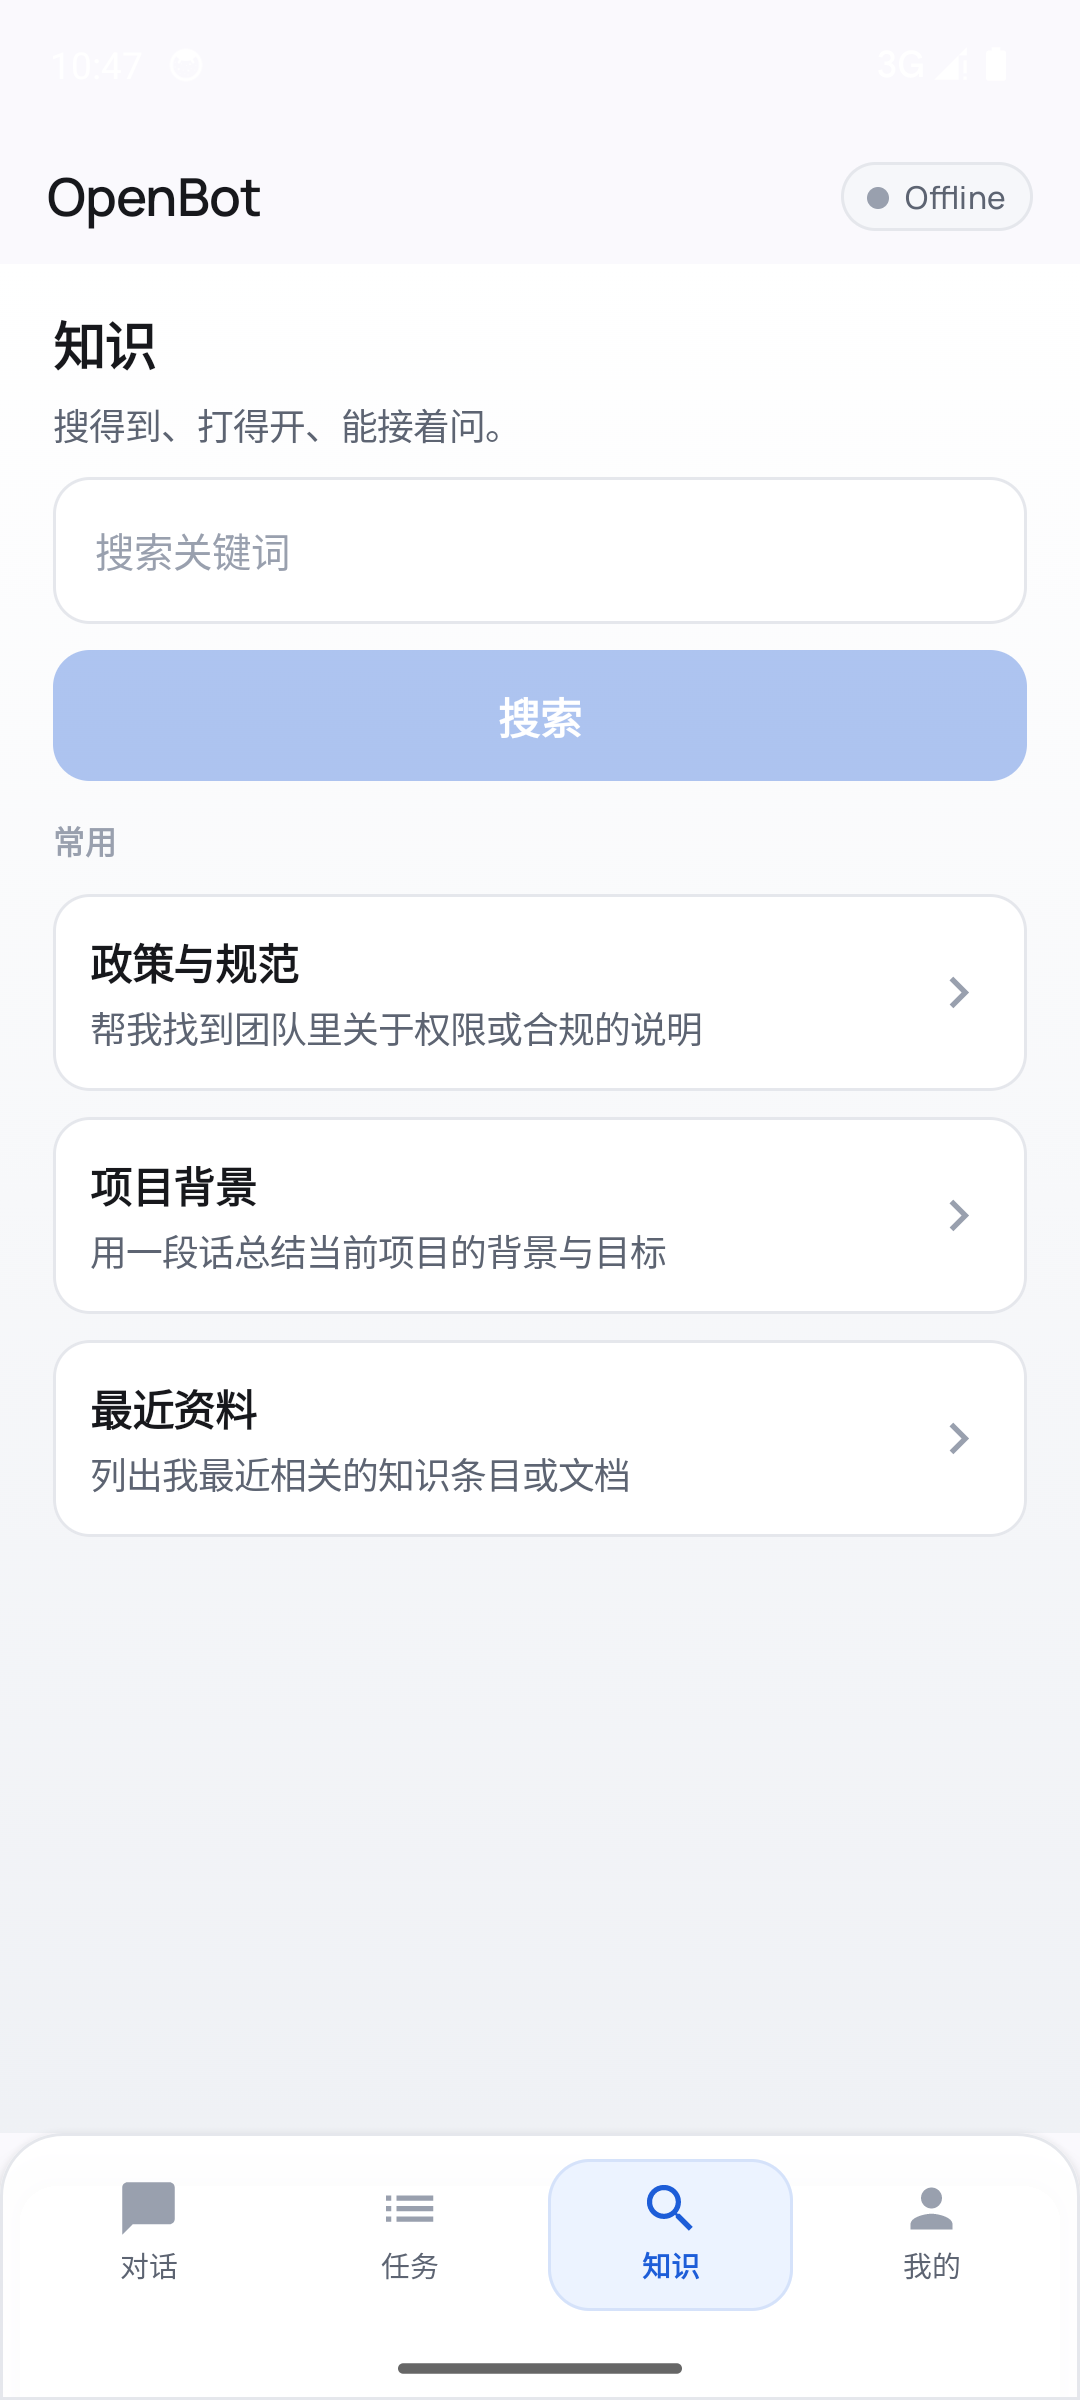 10:47
3G
OpenBot
Offline
知识
搜得到、打得开、能接着问。
搜索关键词
搜索
常用
政策与规范
帮我找到团队里关于权限或合规的说明
项目背景
用一段话总结当前项目的背景与目标
最近资料
列出我最近相关的知识条目或文档
对话
任务
知识
我的